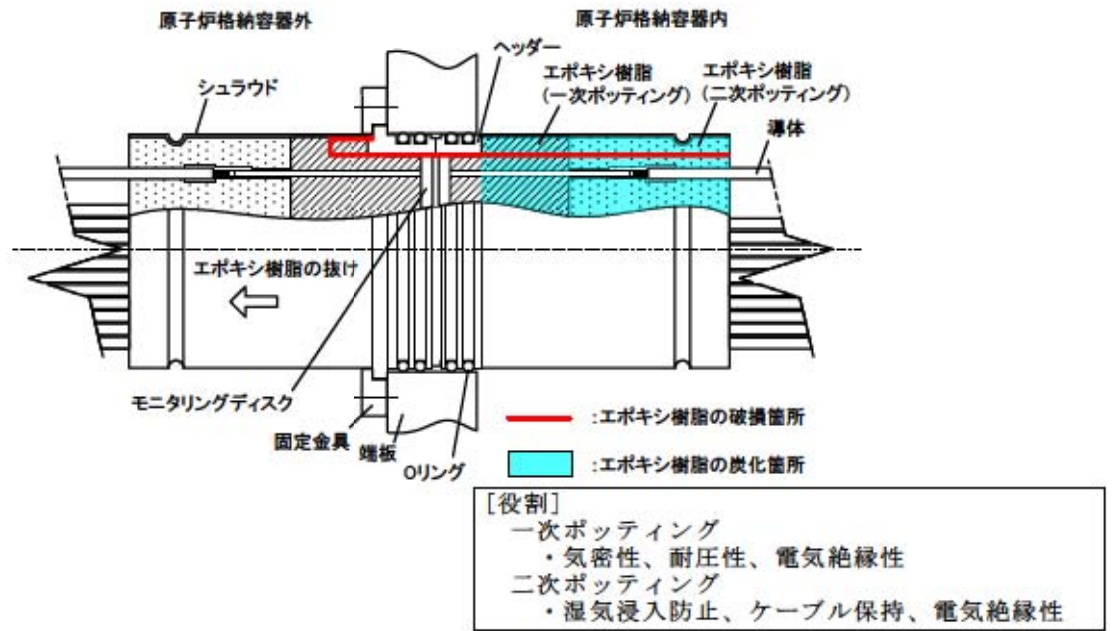 原子炉格納容器外
原子炉格納容器内
ヘッダー
エポキシ樹脂
(一次ポッティング)
エポキシ樹脂
(二次ポッティング)
シュラウド
導体
エポキシ樹脂の抜け
モニタリングディスク
固定金具
端板
Oリング
:エポキシ樹脂の破損箇所
:エポキシ樹脂の炭化箇所
[役割]
一次ポッティング
・気密性、耐圧性、電気絶縁性
二次ポッティング
・湿気浸入防止、ケーブル保持、電気絶縁性